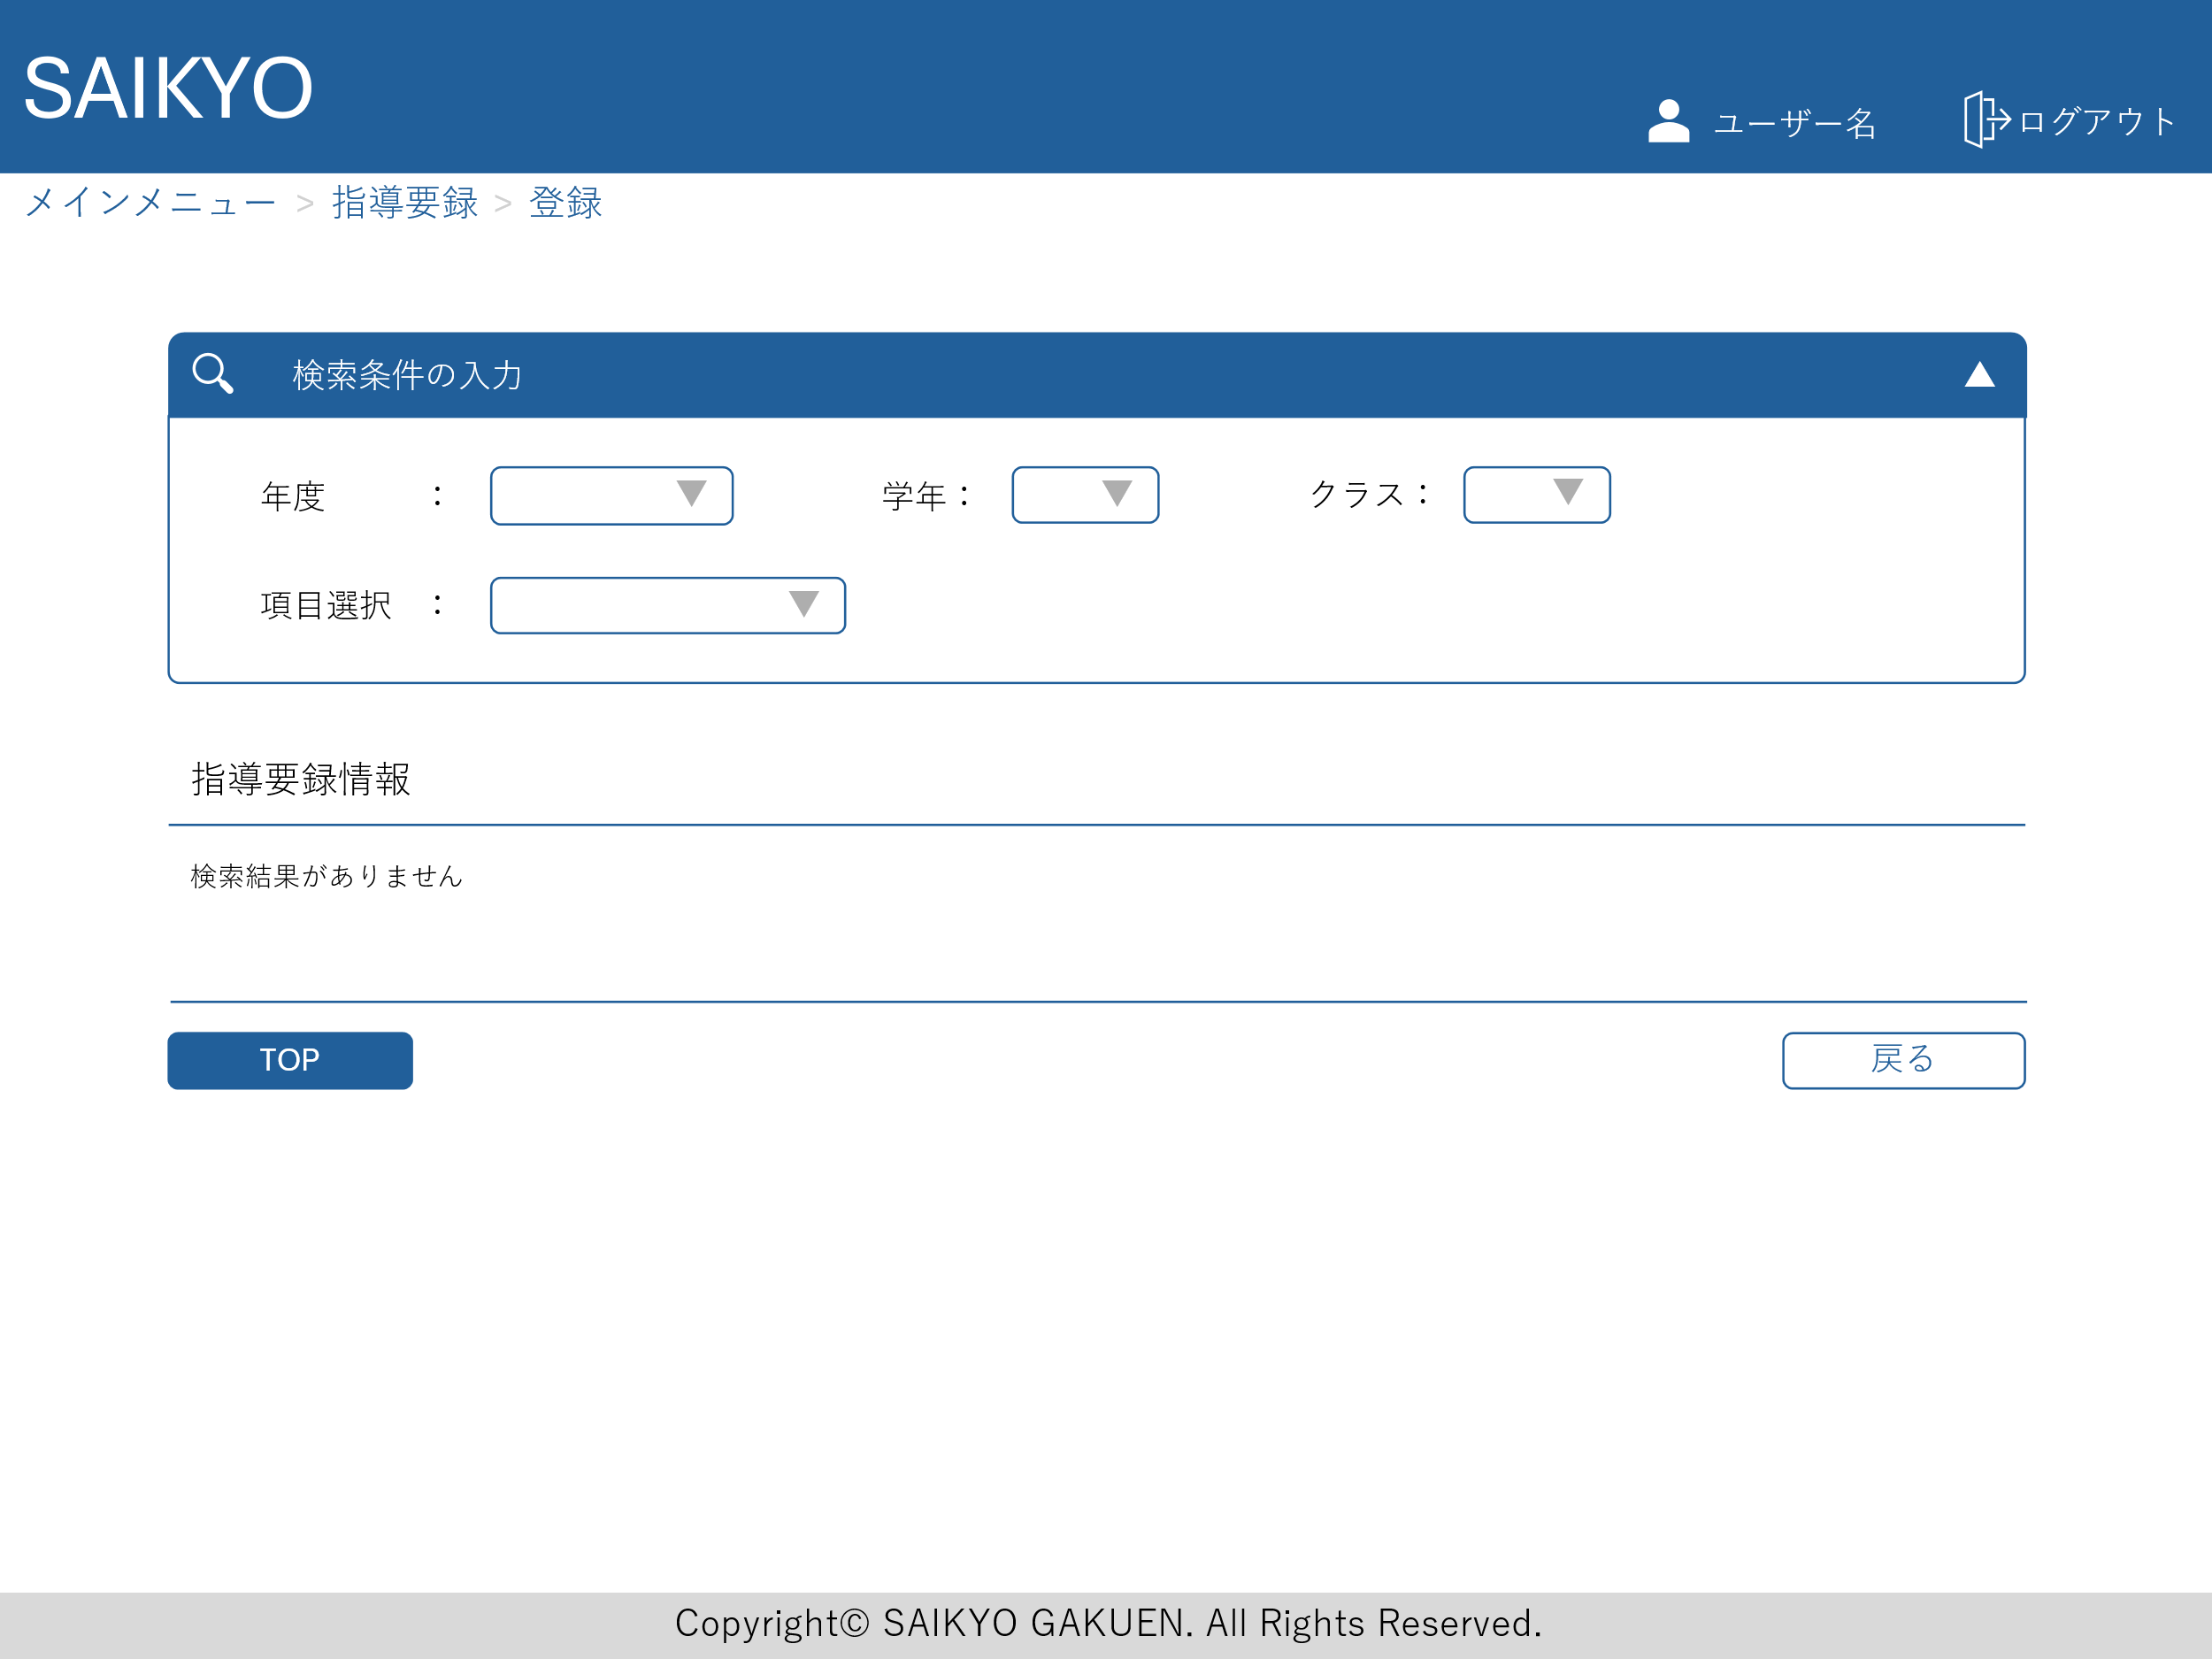 SAIKYO
ユーザー名 ログアウト
メインメニュー > 指導要録 > 登録
検索条件の入力
年度 : 学年: クラス:
項目選択 :
指導要録情報
検索結果がありません
TOP 戻る
Copyright© SAIKYO GAKUEN. All Rights Reserved.